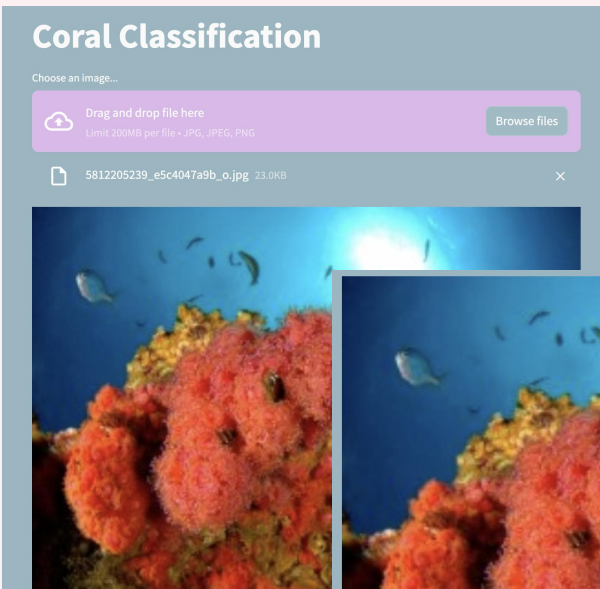 Coral Classification
Choose an image...
Drag and drop file here
Limit 200MB per file • JPG, JPEG, PNG
Browse files
5812205239_e5c4047a9b_o.jpg 23.0KB